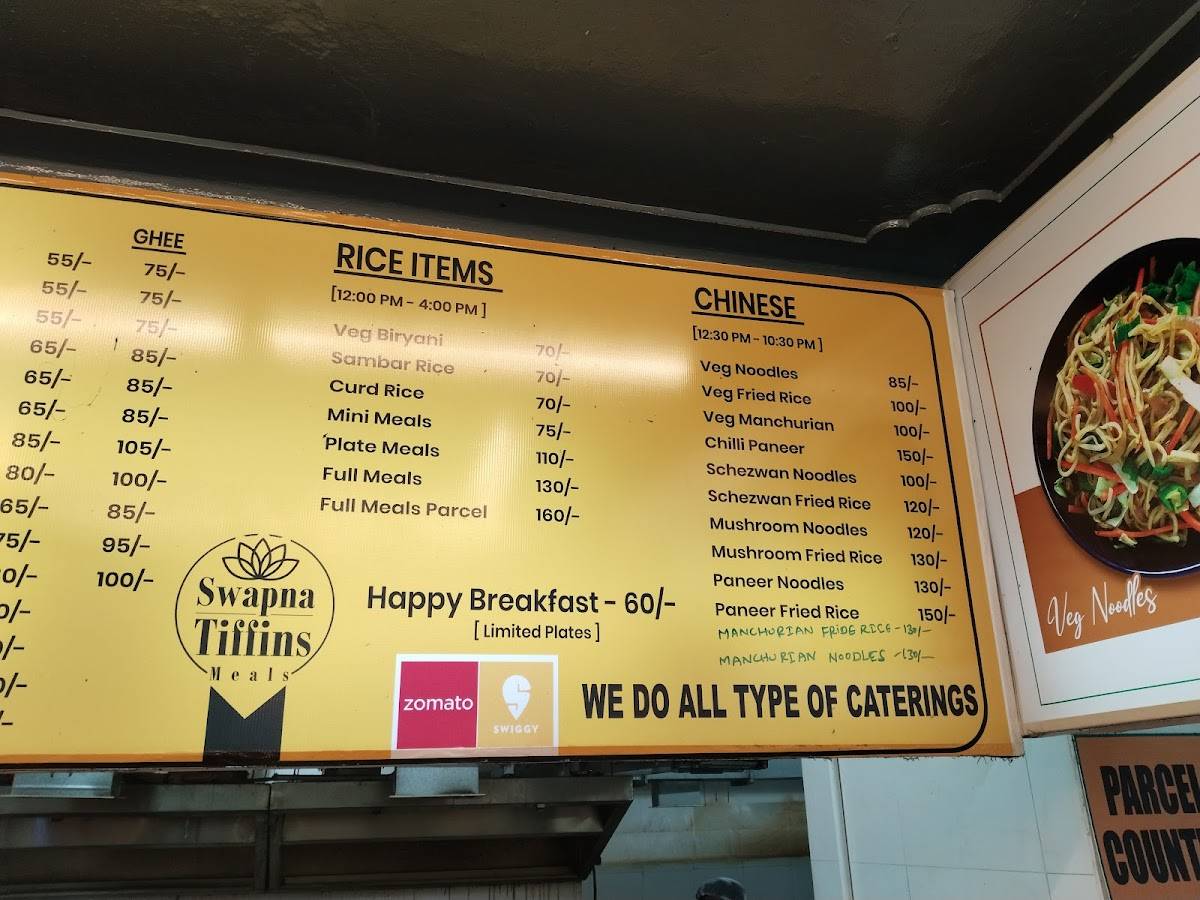 GHEE
55/- 75/-
55/- 75/-
55/- 75/-
65/- 85/-
65/- 85/-
65/- 85/-
85/- 105/-
80/- 100/-
65/- 85/-
75/- 95/-
0/- 100/-
0/-
/-
0/-
/-
Swapna
Tiffins
Meals
RICE ITEMS
[12:00 PM - 4:00 PM ]
Veg Biryani 70/-
Sambar Rice 70/-
Curd Rice 70/-
Mini Meals 75/-
Plate Meals 110/-
Full Meals 130/-
Full Meals Parcel 160/-
Happy Breakfast - 60/-
[ Limited Plates ]
zomato
SWIGGY
CHINESE
[12:30 PM - 10:30 PM ]
Veg Noodles 85/-
Veg Fried Rice 100/-
Veg Manchurian 100/-
Chilli Paneer 150/-
Schezwan Noodles 100/-
Schezwan Fried Rice 120/-
Mushroom Noodles 120/-
Mushroom Fried Rice 130/-
Paneer Noodles 130/-
Paneer Fried Rice 150/-
MANCHURIAN FRIDE RICE - 130/-
MANCHURIAN NOODLES - 130/-
WE DO ALL TYPE OF CATERINGS
Veg Noodles
PARCEL
COUNT